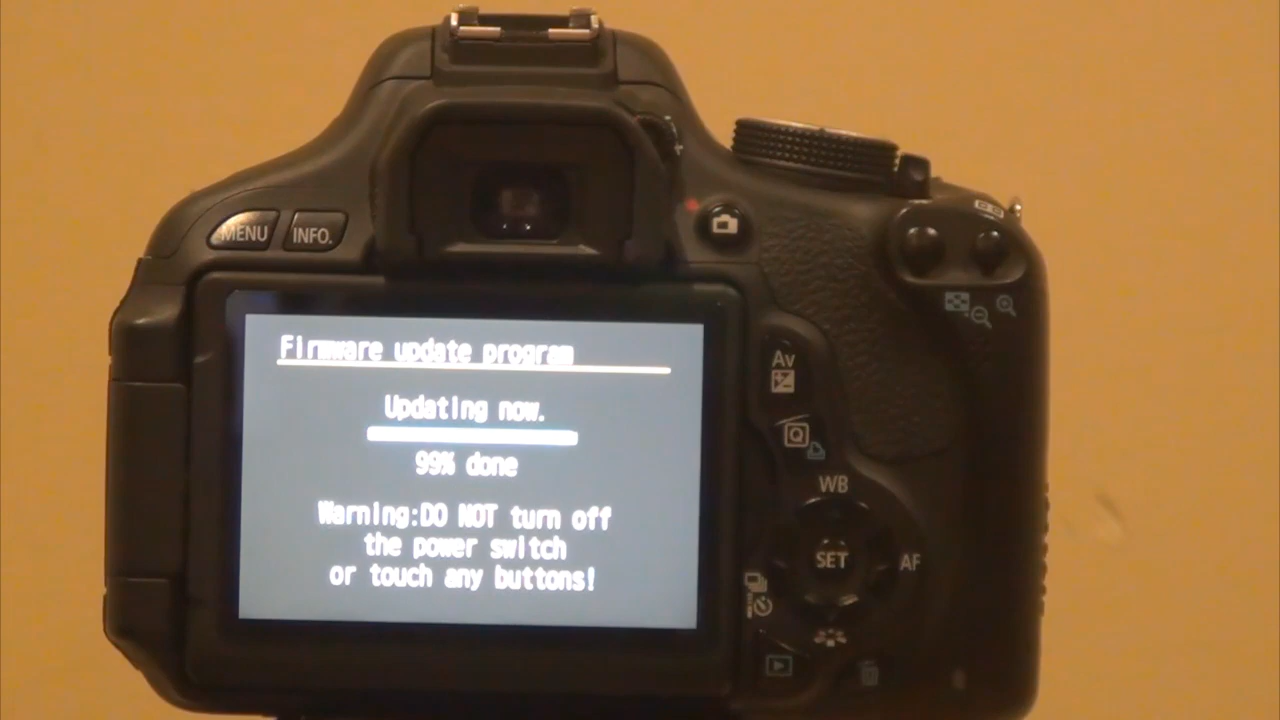 MENU
INFO.
Firmware update program
Updating now.
99% done
Warning:DO NOT turn off
the power switch
or touch any buttons!
Av
Q
WB
SET
AF